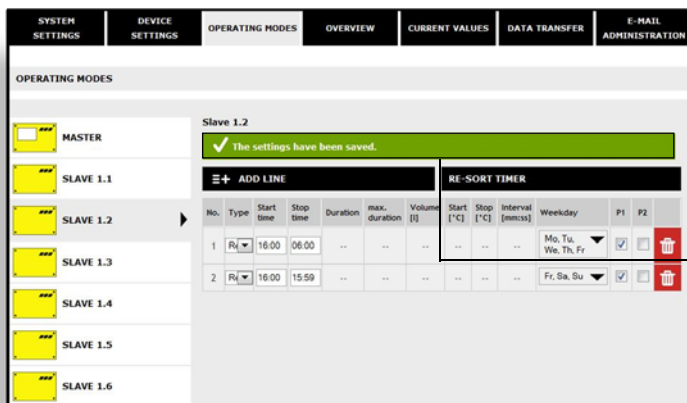 SYSTEM SETTINGS
DEVICE SETTINGS
OPERATING MODES
OVERVIEW
CURRENT VALUES
DATA TRANSFER
E-MAIL ADMINISTRATION
OPERATING MODES
MASTER
SLAVE 1.1
SLAVE 1.2
SLAVE 1.3
SLAVE 1.4
SLAVE 1.5
SLAVE 1.6
Slave 1.2
The settings have been saved.
ADD LINE
RE-SORT TIMER
No. Type Start time Stop time Duration max. duration Volume [l] Start [°C] Stop [°C] Interval [mm:ss] Weekday P1 P2
1 Re 16:00 06:00 -- -- -- -- -- -- Mo, Tu, We, Th, Fr
2 Re 16:00 15:59 -- -- -- -- -- -- Fr, Sa, Su